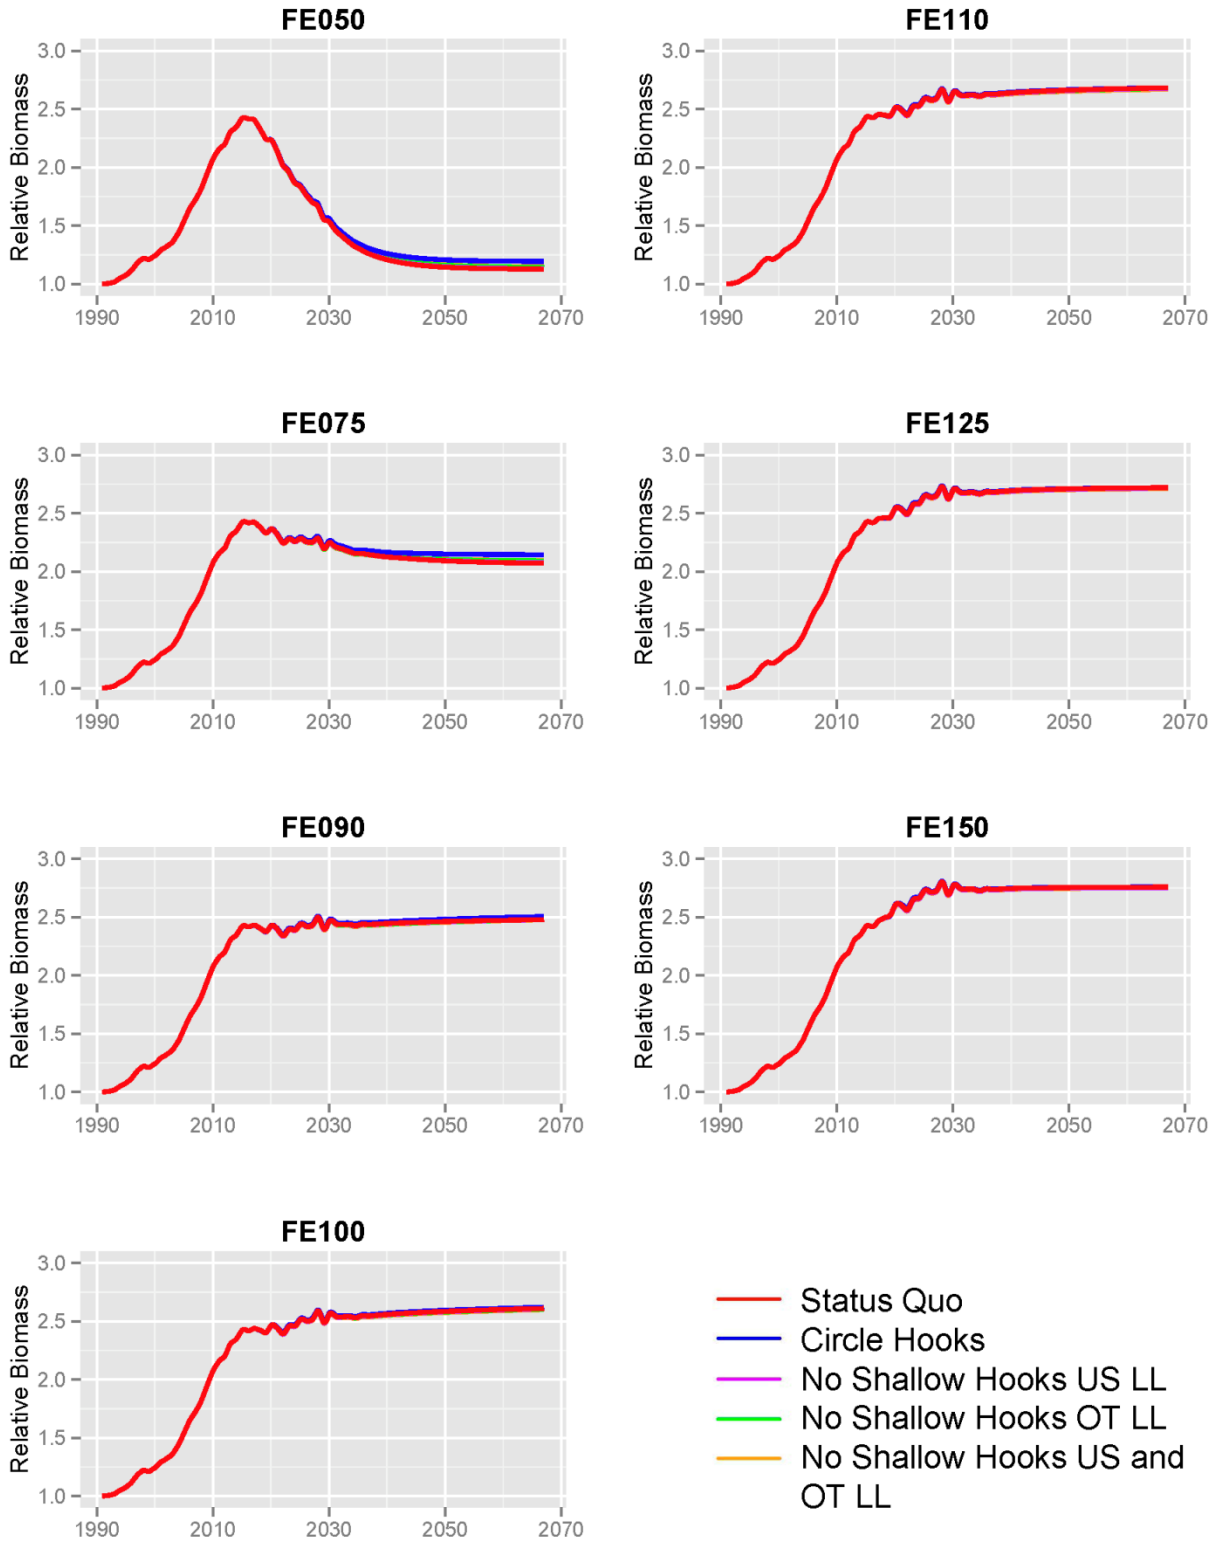 FE050
Relative Biomass
3.0
2.5
2.0
1.5
1.0
1990 2010 2030 2050 2070
FE110
Relative Biomass
3.0
2.5
2.0
1.5
1.0
1990 2010 2030 2050 2070
FE075
Relative Biomass
3.0
2.5
2.0
1.5
1.0
1990 2010 2030 2050 2070
FE125
Relative Biomass
3.0
2.5
2.0
1.5
1.0
1990 2010 2030 2050 2070
FE090
Relative Biomass
3.0
2.5
2.0
1.5
1.0
1990 2010 2030 2050 2070
FE150
Relative Biomass
3.0
2.5
2.0
1.5
1.0
1990 2010 2030 2050 2070
FE100
Relative Biomass
3.0
2.5
2.0
1.5
1.0
1990 2010 2030 2050 2070
Status Quo
Circle Hooks
No Shallow Hooks US LL
No Shallow Hooks OT LL
No Shallow Hooks US and
OT LL